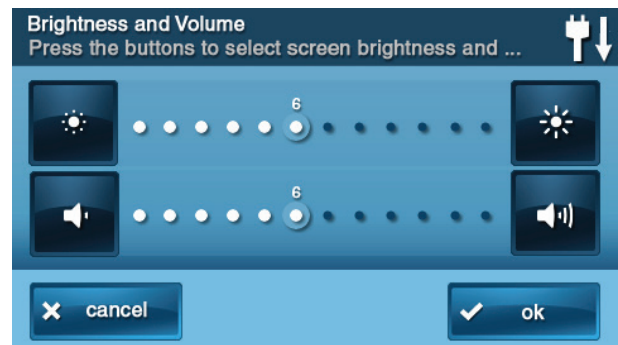 Brightness and Volume
Press the buttons to select screen brightness and ...
6
6
cancel
ok